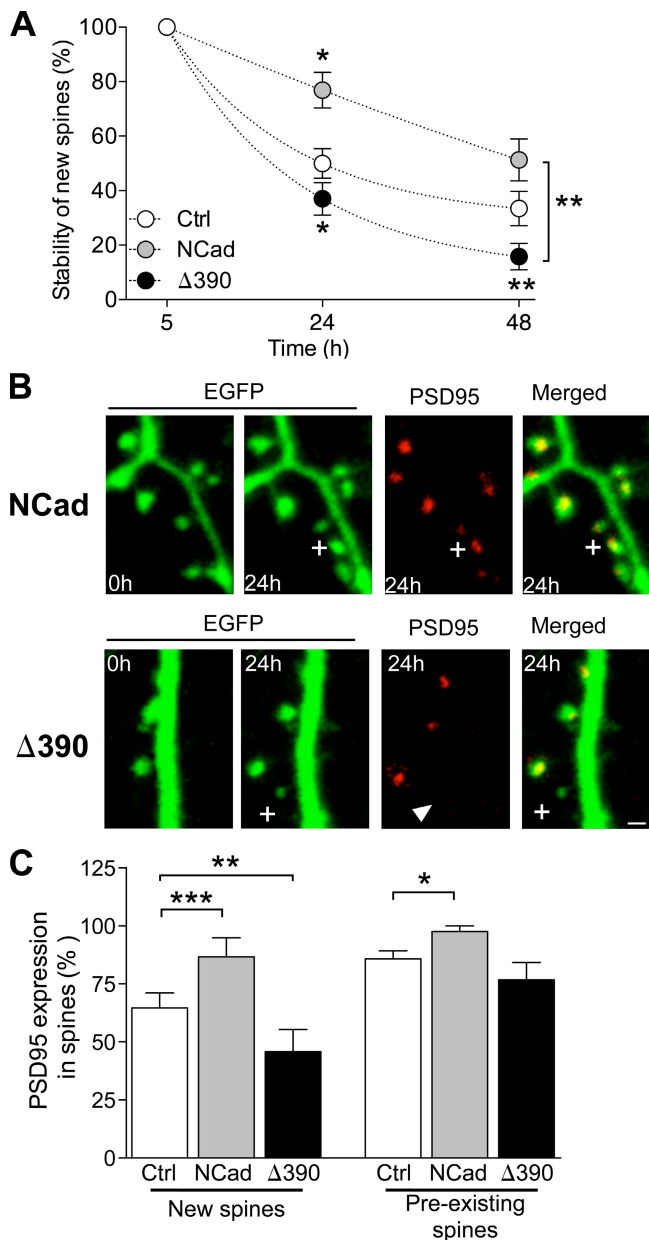 A
Stability of new spines (%)
100
80
60
40
20
0
*
*
**
**
Ctrl
NCad
Δ390
5
24
48
Time (h)
B
EGFP
PSD95
Merged
NCad
0h
24h
+
24h
+
24h
+
EGFP
PSD95
Merged
Δ390
0h
24h
+
24h
24h
+
C
PSD95 expression
in spines (% )
125
100
75
50
25
0
**
***
*
Ctrl NCad Δ390
Ctrl NCad Δ390
New spines
Pre-existing
spines